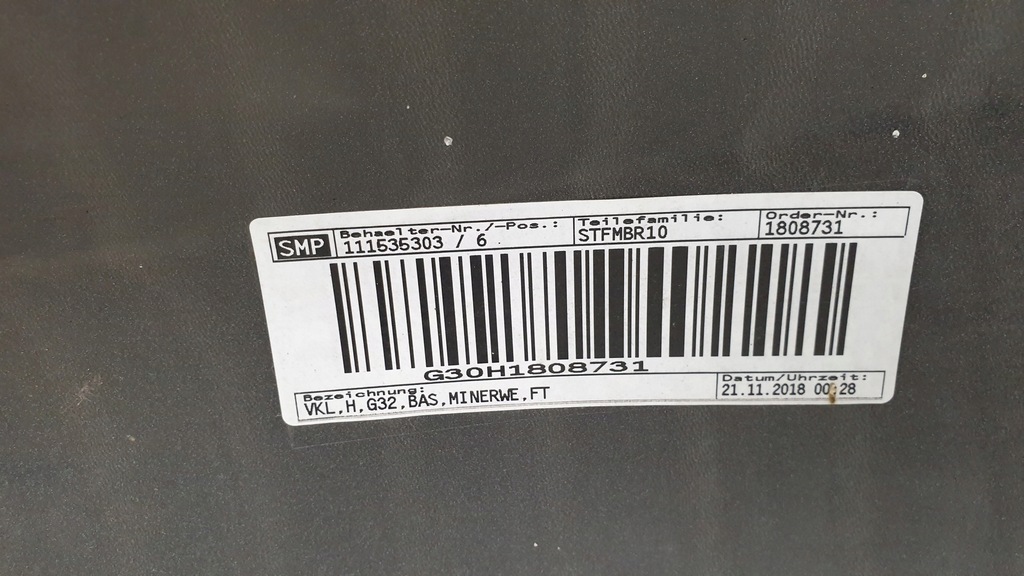 SMP
Behaelter-Nr./-Pos.:
111535303 / 6
Teilefamilie:
STFMBR10
Order-Nr.:
1808731
G30H1808731
Bezeichnung:
VKL,H,G32,BAS,MINERWE,FT
Datum/Uhrzeit:
21.11.2018 00:28